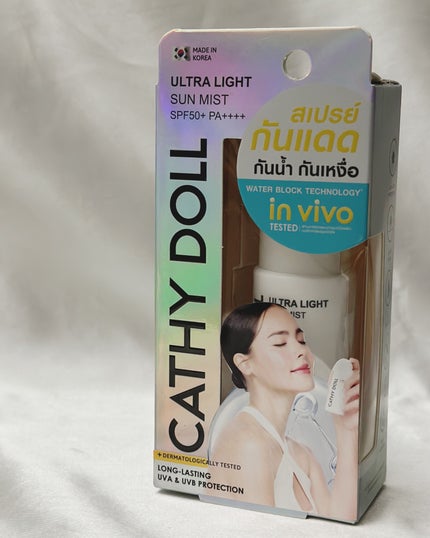 MADE IN
KOREA
ULTRA LIGHT
SUN MIST
SPF50+ PA++++
CATHY DOLL
สเปรย์
กันแดด
กันน้ำ กันเหงื่อ
WATER BLOCK TECHNOLOGY
in vivo
TESTED
ULTRA LIGHT
MIST
CATHY DOLL
+ DERMATOLOGICALLY TESTED
LONG-LASTING
UVA & UVB PROTECTION